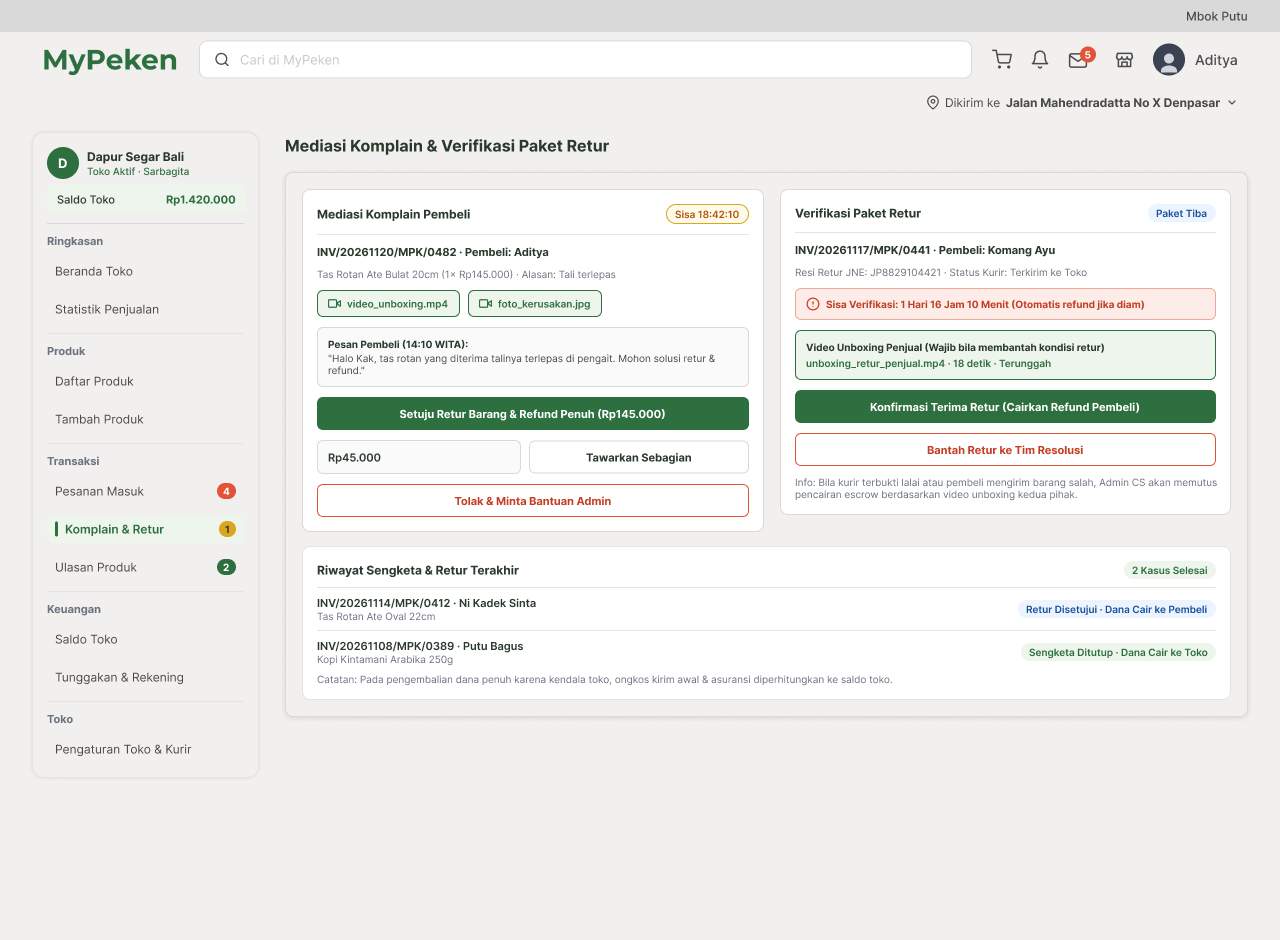 Mbok Putu
MyPeken
Cari di MyPeken
5
Aditya
Dikirim ke Jalan Mahendradatta No X Denpasar
D
Dapur Segar Bali
Toko Aktif · Sarbagita
Saldo Toko Rp1.420.000
Ringkasan
Beranda Toko
Statistik Penjualan
Produk
Daftar Produk
Tambah Produk
Transaksi
Pesanan Masuk 4
Komplain & Retur 1
Ulasan Produk 2
Keuangan
Saldo Toko
Tunggakan & Rekening
Toko
Pengaturan Toko & Kurir
Mediasi Komplain & Verifikasi Paket Retur
Mediasi Komplain Pembeli Sisa 18:42:10
INV/20261120/MPK/0482 · Pembeli: Aditya
Tas Rotan Ate Bulat 20cm (1× Rp145.000) · Alasan: Tali terlepas
video_unboxing.mp4 foto_kerusakan.jpg
Pesan Pembeli (14:10 WITA):
"Halo Kak, tas rotan yang diterima talinya terlepas di pengait. Mohon solusi retur &
refund."
Setuju Retur Barang & Refund Penuh (Rp145.000)
Rp45.000 Tawarkan Sebagian
Tolak & Minta Bantuan Admin
Verifikasi Paket Retur Paket Tiba
INV/20261117/MPK/0441 · Pembeli: Komang Ayu
Resi Retur JNE: JP8829104421 · Status Kurir: Terkirim ke Toko
Sisa Verifikasi: 1 Hari 16 Jam 10 Menit (Otomatis refund jika diam)
Video Unboxing Penjual (Wajib bila membantah kondisi retur)
unboxing_retur_penjual.mp4 · 18 detik · Terunggah
Konfirmasi Terima Retur (Cairkan Refund Pembeli)
Bantah Retur ke Tim Resolusi
Info: Bila kurir terbukti lalai atau pembeli mengirim barang salah, Admin CS akan memutus
pencairan escrow berdasarkan video unboxing kedua pihak.
Riwayat Sengketa & Retur Terakhir 2 Kasus Selesai
INV/20261114/MPK/0412 · Ni Kadek Sinta
Tas Rotan Ate Oval 22cm
Retur Disetujui · Dana Cair ke Pembeli
INV/20261108/MPK/0389 · Putu Bagus
Kopi Kintamani Arabika 250g
Sengketa Ditutup · Dana Cair ke Toko
Catatan: Pada pengembalian dana penuh karena kendala toko, ongkos kirim awal & asuransi diperhitungkan ke saldo toko.